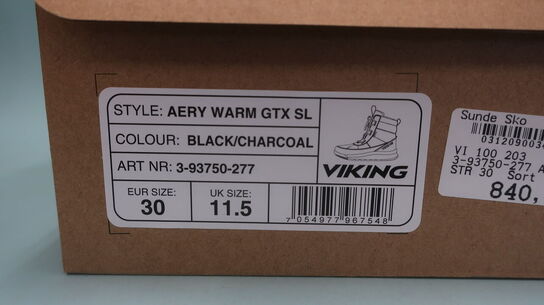 STYLE: AERY WARM GTX SL
COLOUR: BLACK/CHARCOAL
ART NR: 3-93750-277
EUR SIZE: 30
UK SIZE: 11.5
VIKING
7 054977 967548
Sunde Sko
VI 100 203
3-93750-277 A
STR 30 Sort
840,